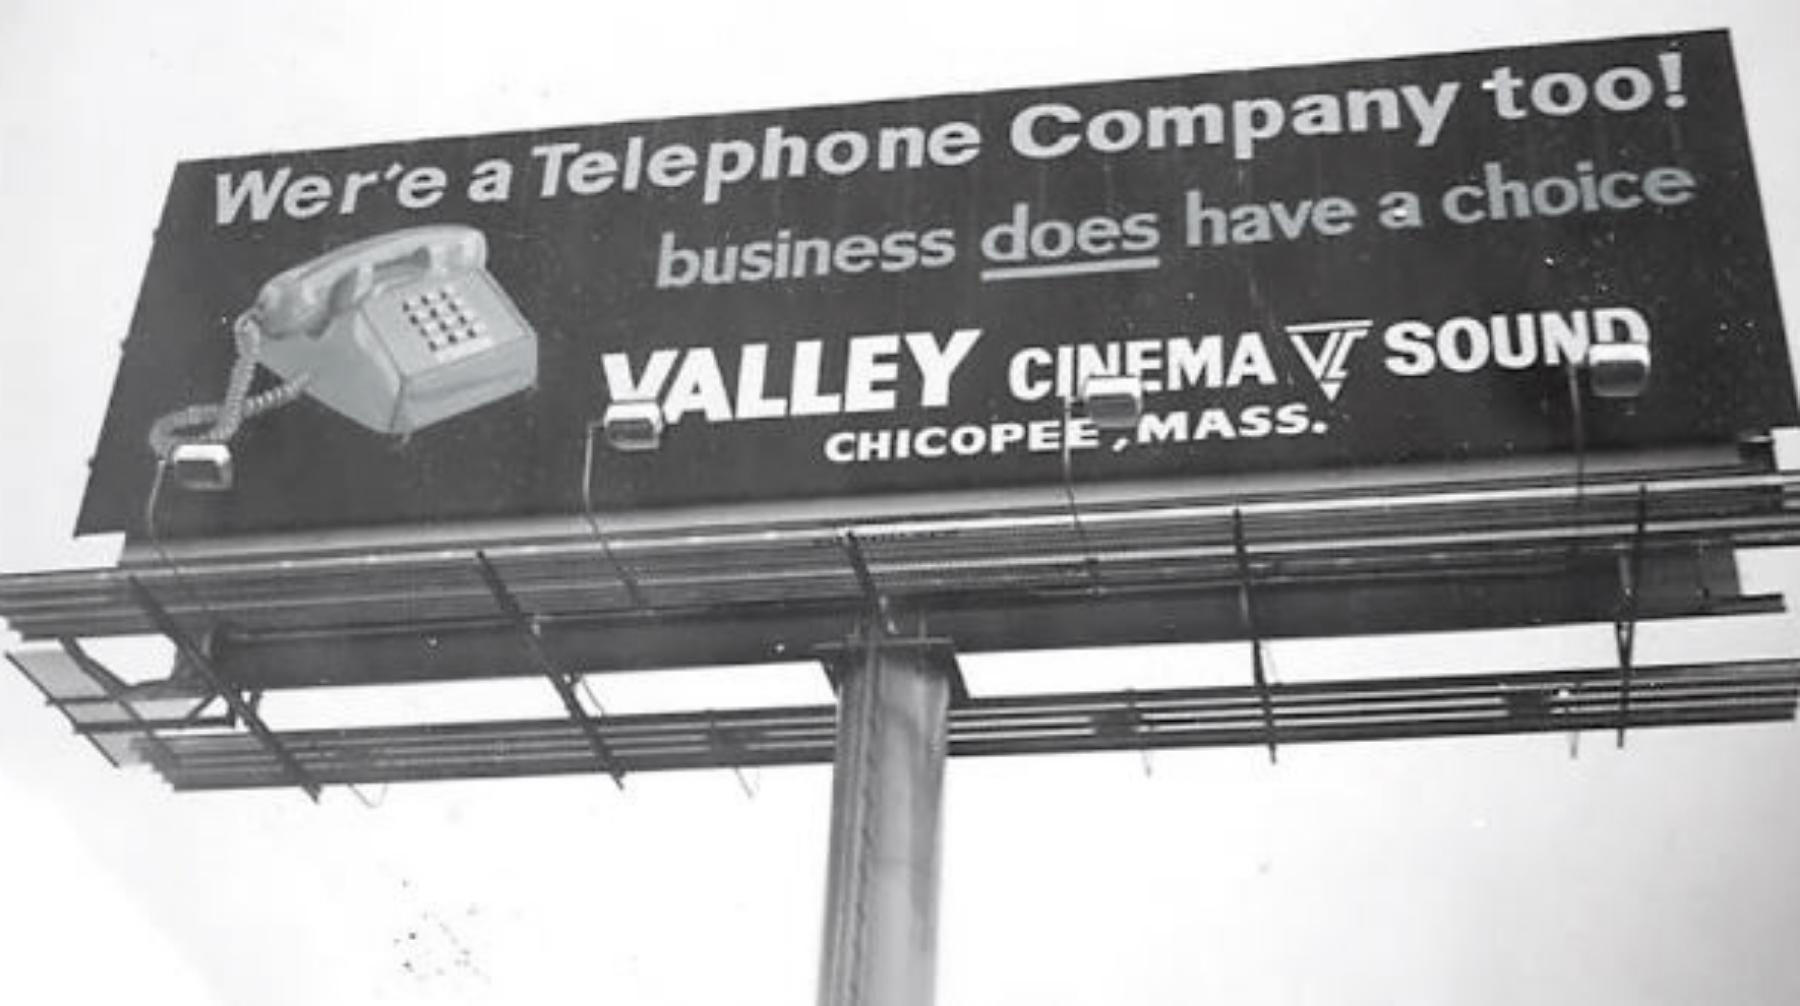 Wer'e a Telephone Company too!
business does have a choice
VALLEY CINEMA SOUND
CHICOPEE, MASS.